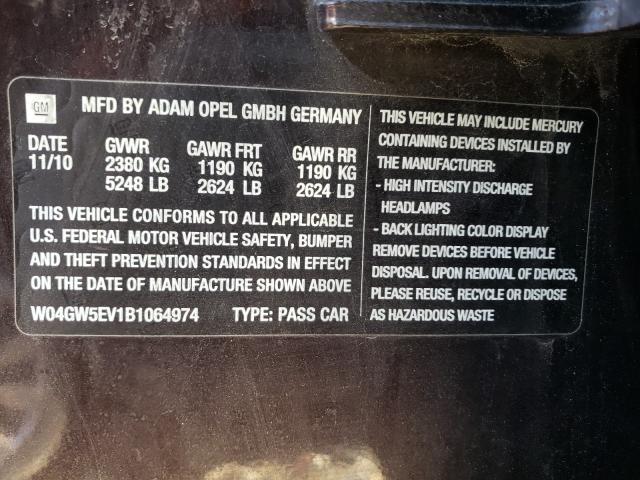 GM
MFD BY ADAM OPEL GMBH GERMANY
DATE GVWR GAWR FRT GAWR RR
11/10 2380 KG 1190 KG 1190 KG
5248 LB 2624 LB 2624 LB
THIS VEHICLE CONFORMS TO ALL APPLICABLE
U.S. FEDERAL MOTOR VEHICLE SAFETY, BUMPER
AND THEFT PREVENTION STANDARDS IN EFFECT
ON THE DATE OF MANUFACTURE SHOWN ABOVE
W04GW5EV1B1064974 TYPE: PASS CAR
THIS VEHICLE MAY INCLUDE MERCURY
CONTAINING DEVICES INSTALLED BY
THE MANUFACTURER:
- HIGH INTENSITY DISCHARGE
HEADLAMPS
- BACK LIGHTING COLOR DISPLAY
REMOVE DEVICES BEFORE VEHICLE
DISPOSAL. UPON REMOVAL OF DEVICES,
PLEASE REUSE, RECYCLE OR DISPOSE
AS HAZARDOUS WASTE